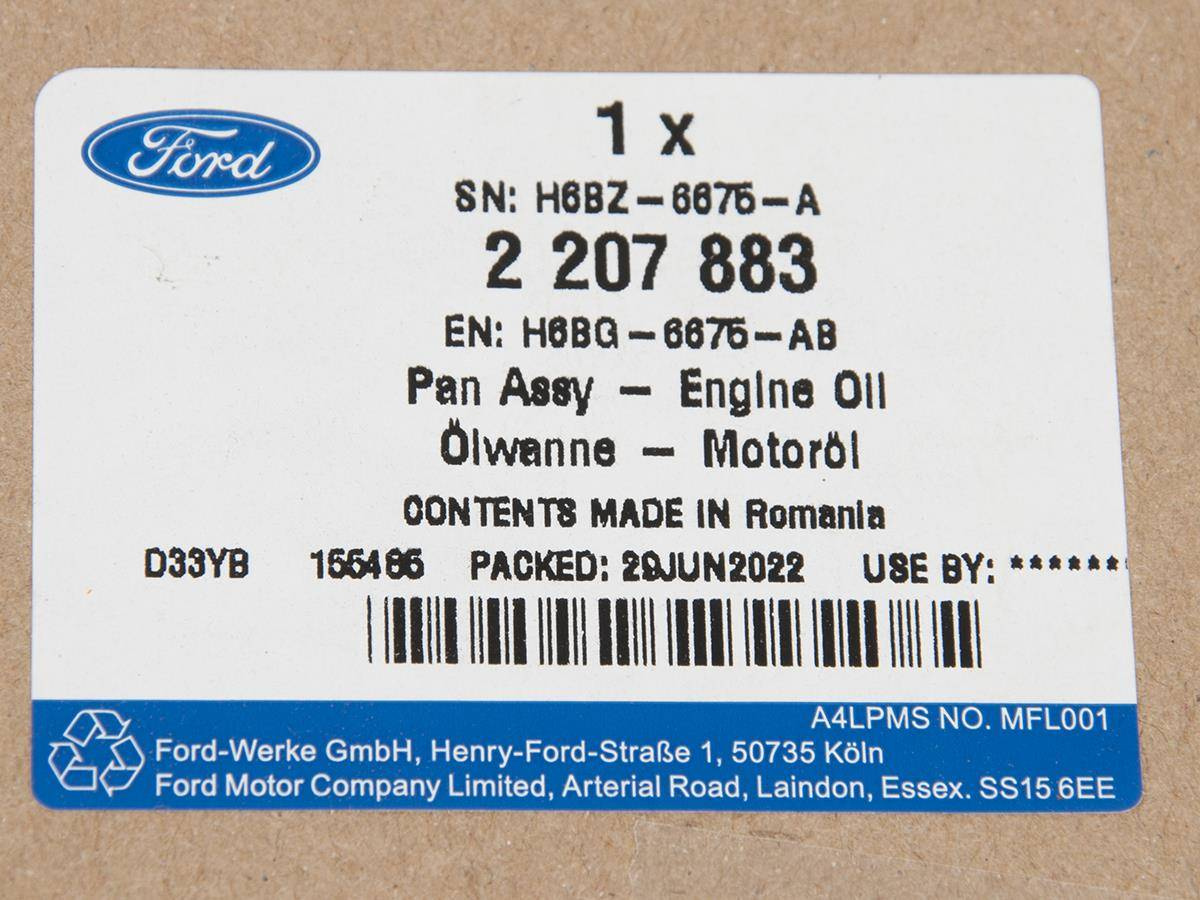 Ford
1 x
SN: H6BZ-6675-A
2 207 883
EN: H6BG-6675-AB
Pan Assy - Engine Oil
Ölwanne - Motoröl
CONTENTS MADE IN Romania
D33YB 155485 PACKED: 29JUN2022 USE BY: *******
A4LPMS NO. MFL001
Ford-Werke GmbH, Henry-Ford-Straße 1, 50735 Köln
Ford Motor Company Limited, Arterial Road, Laindon, Essex. SS15 6EE